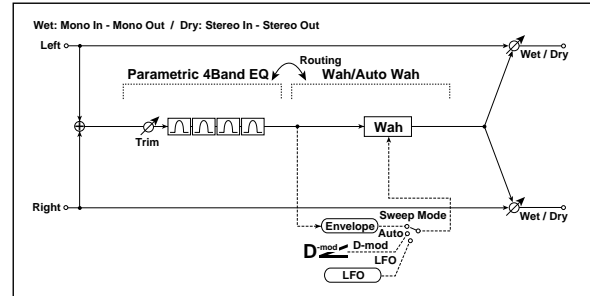 Wet: Mono In - Mono Out / Dry: Stereo In - Stereo Out
Left
Wet / Dry
Routing
Parametric 4Band EQ
Wah/Auto Wah
Trim
Wah
Right
Wet / Dry
Sweep Mode
Envelope
Auto
D-mod
D-mod
LFO
LFO